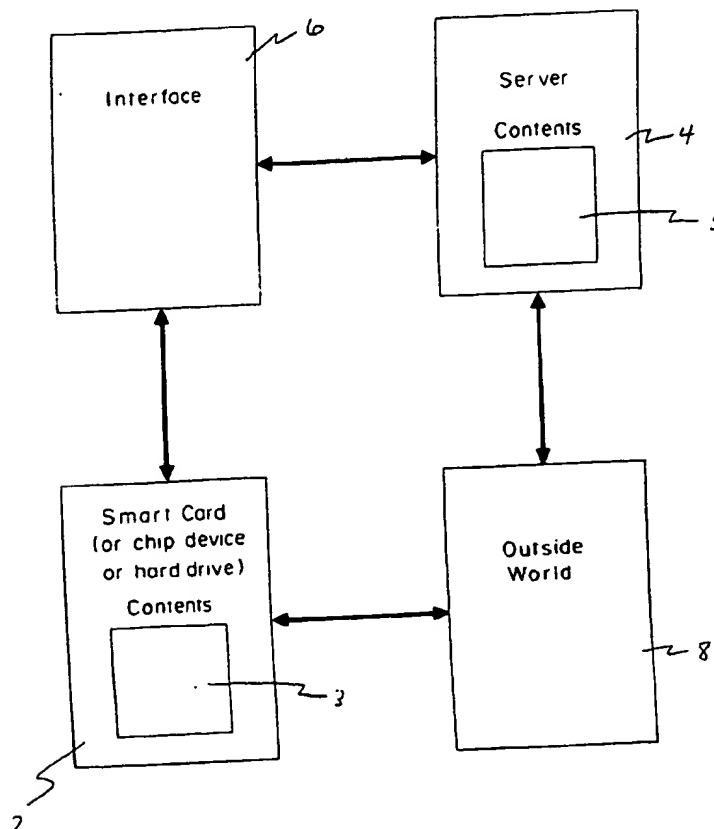 6
Interface
Server
Contents
4
Smart Card
(or chip device
or hard drive)
Contents
3
2
Outside
World
8